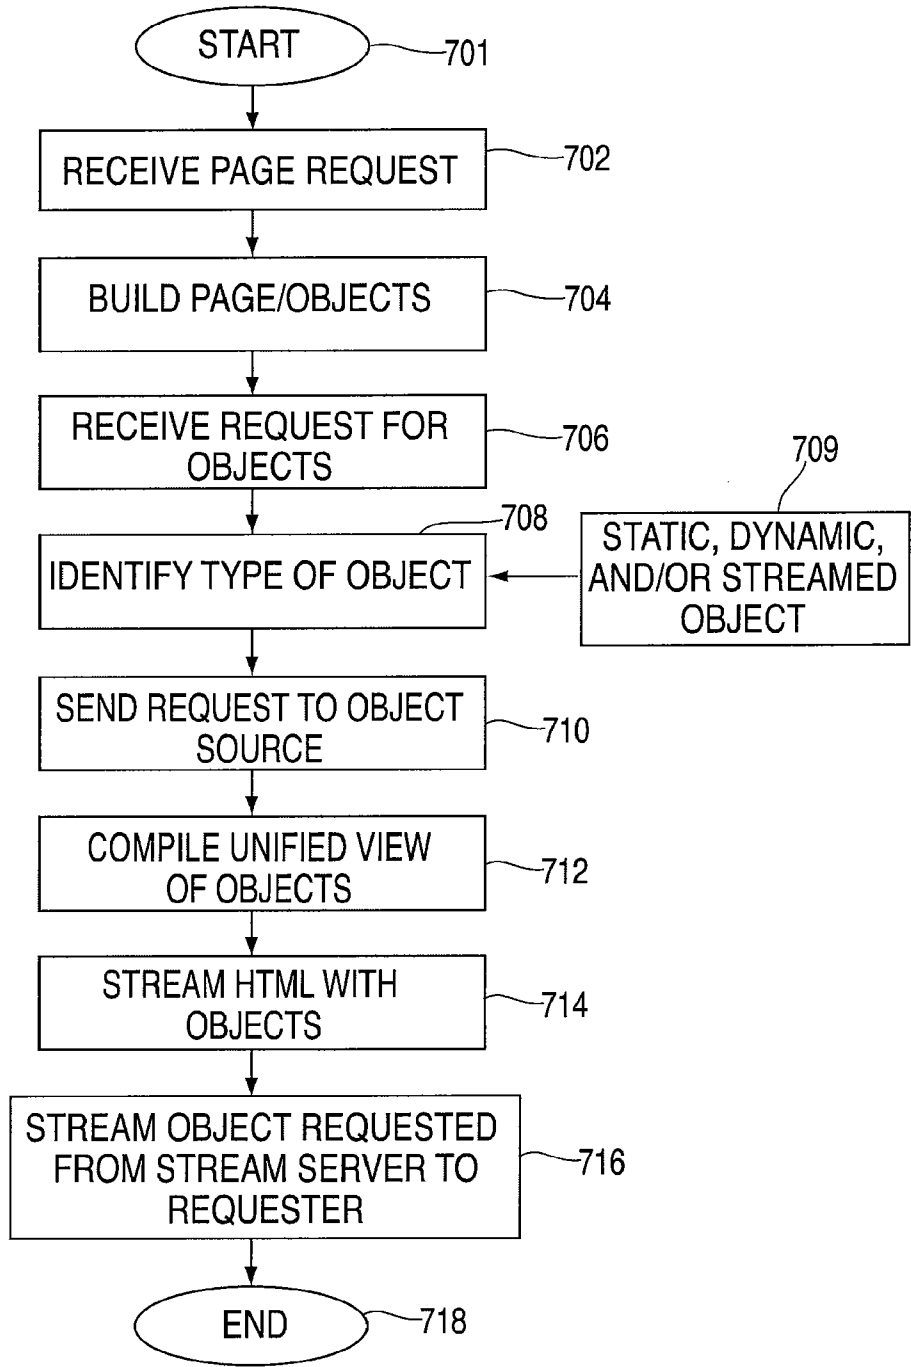 START
701
RECEIVE PAGE REQUEST
702
BUILD PAGE/OBJECTS
704
RECEIVE REQUEST FOR
OBJECTS
706
709
708
IDENTIFY TYPE OF OBJECT
STATIC, DYNAMIC,
AND/OR STREAMED
OBJECT
SEND REQUEST TO OBJECT
SOURCE
710
COMPILE UNIFIED VIEW
OF OBJECTS
712
STREAM HTML WITH
OBJECTS
714
STREAM OBJECT REQUESTED
FROM STREAM SERVER TO
REQUESTER
716
END
718